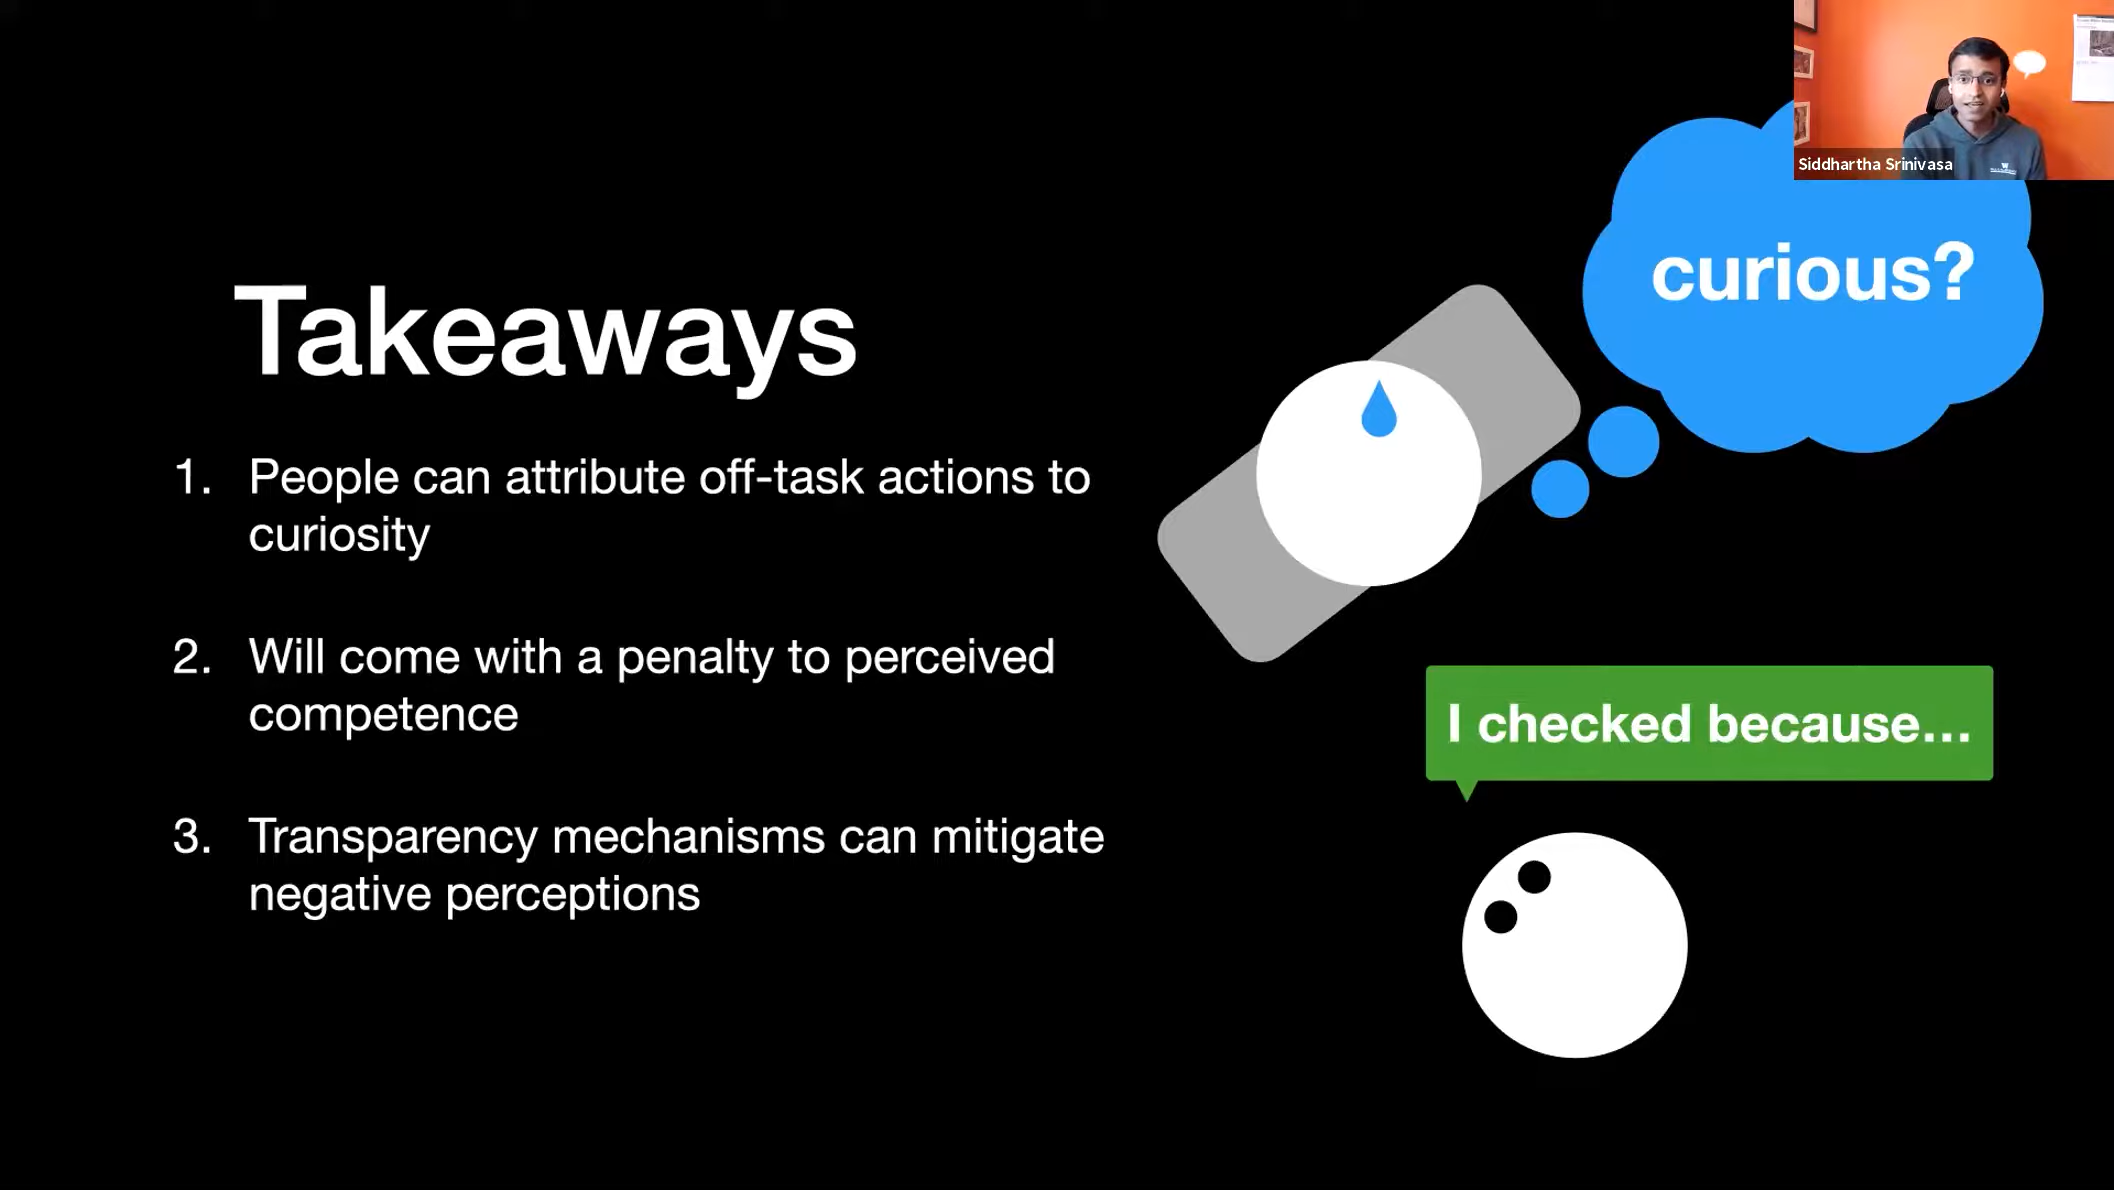 Siddhartha Srinivasa
curious?
Takeaways
1. People can attribute off-task actions to
curiosity
2. Will come with a penalty to perceived
competence
3. Transparency mechanisms can mitigate
negative perceptions
I checked because...